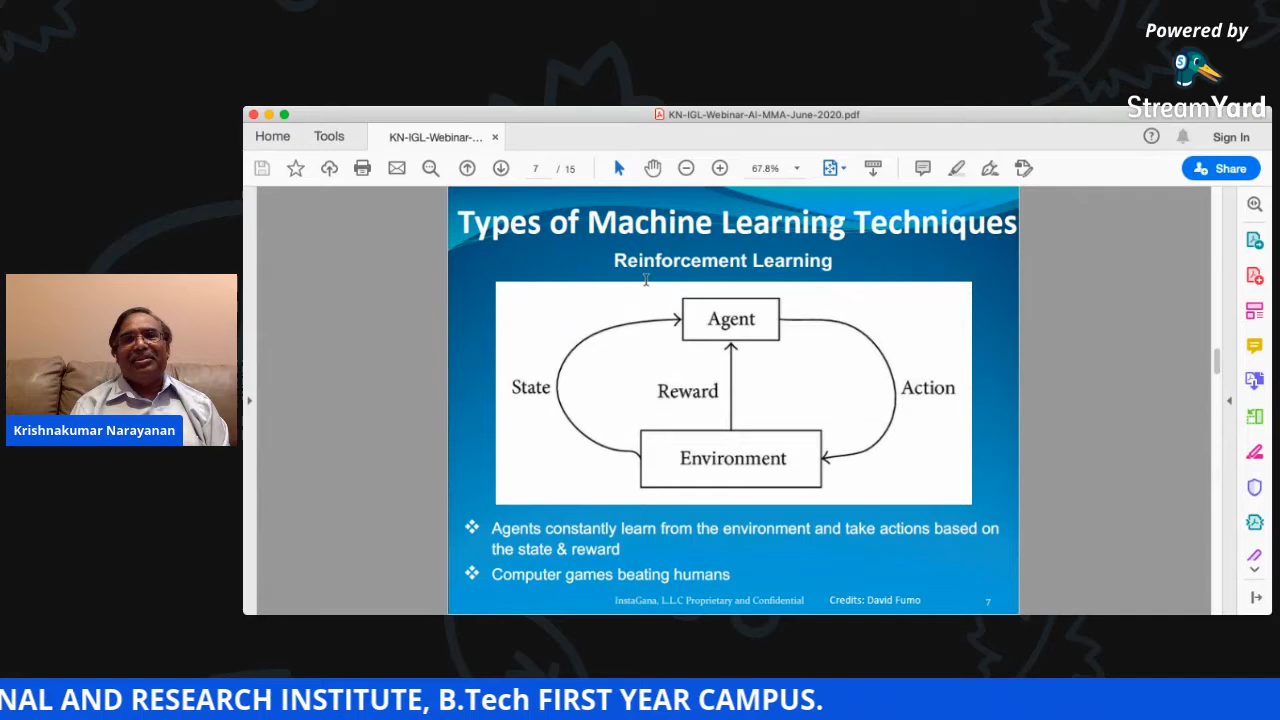 Powered by
StreamYard
KN-IGL-Webinar-AI-MMA-June-2020.pdf
Home Tools KN-IGL-Webinar-... × Sign In
7 / 15 67.8% Share
Types of Machine Learning Techniques
Reinforcement Learning
Agent
State Reward Action
Environment
Agents constantly learn from the environment and take actions based on
the state & reward
Computer games beating humans
InstaGana, L.L.C Proprietary and Confidential Credits: David Fumo 7
Krishnakumar Narayanan
NAL AND RESEARCH INSTITUTE, B.Tech FIRST YEAR CAMPUS.